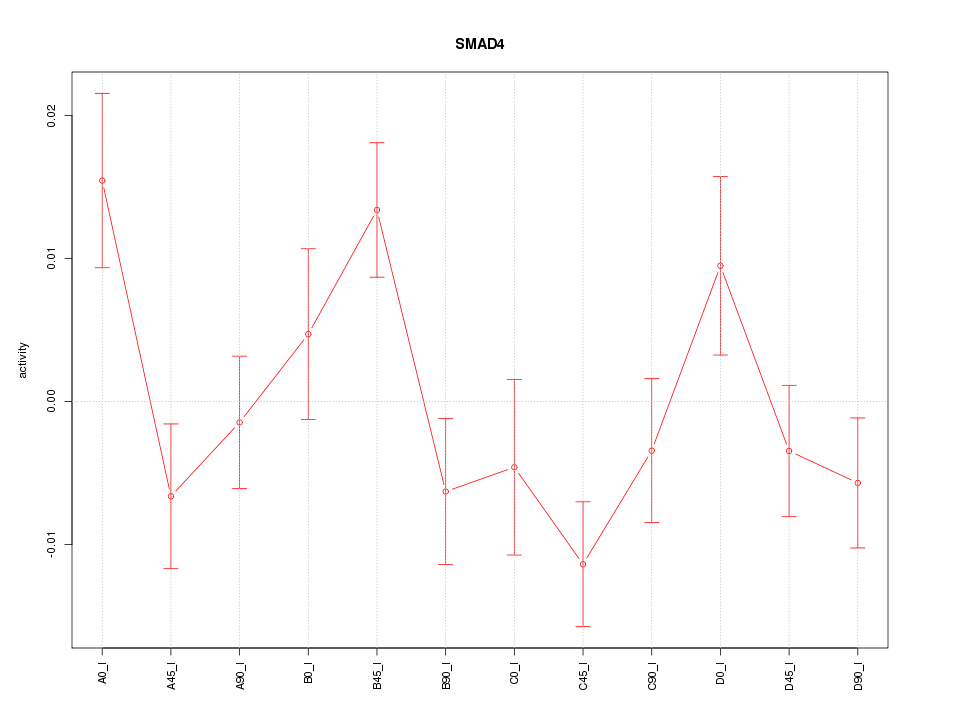 SMAD4
activity
0.02
0.01
0.00
-0.01
A0_I
A45_I
A90_I
B0_I
B45_I
B90_I
C0_I
C45_I
C90_I
D0_I
D45_I
D90_I